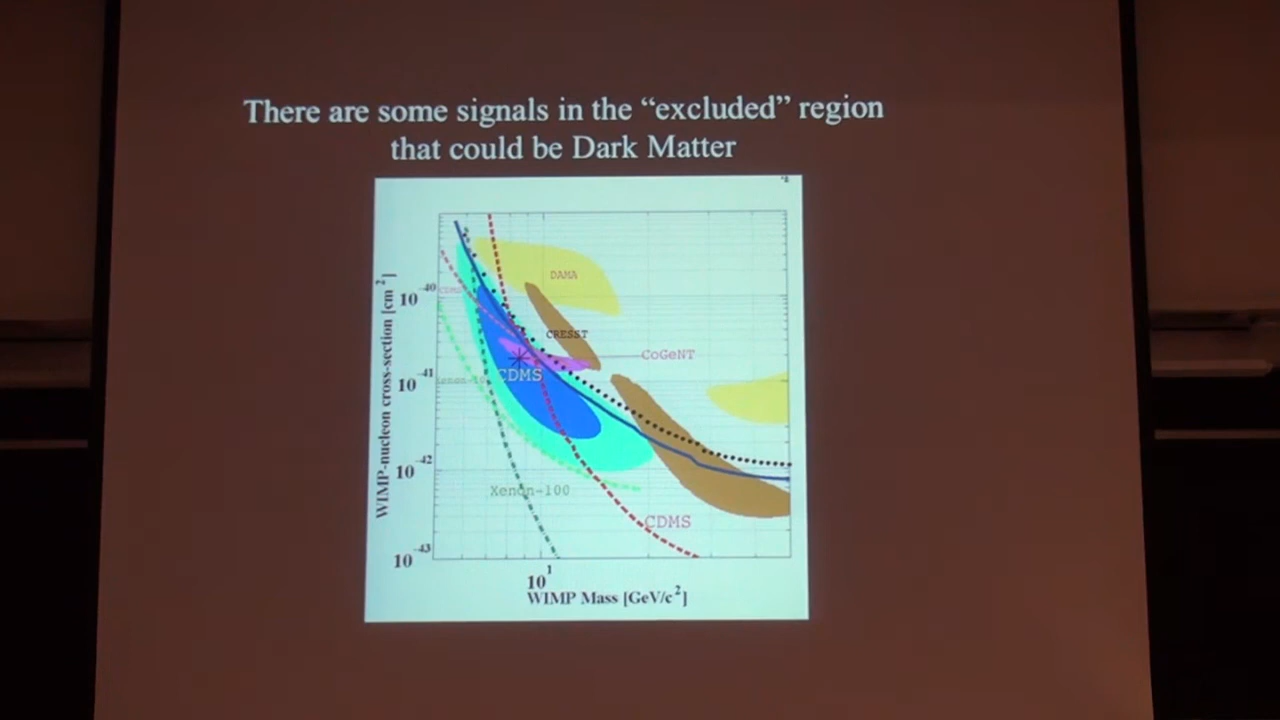 There are some signals in the “excluded” region
that could be Dark Matter
DAMA
CDMS
CRESST
CoGeNT
CDMS
Xenon-100
CDMS
WIMP-nucleon cross-section [cm²]
10⁻⁴⁰
10⁻⁴¹
10⁻⁴²
10⁻⁴³
10¹
WIMP Mass [GeV/c²]